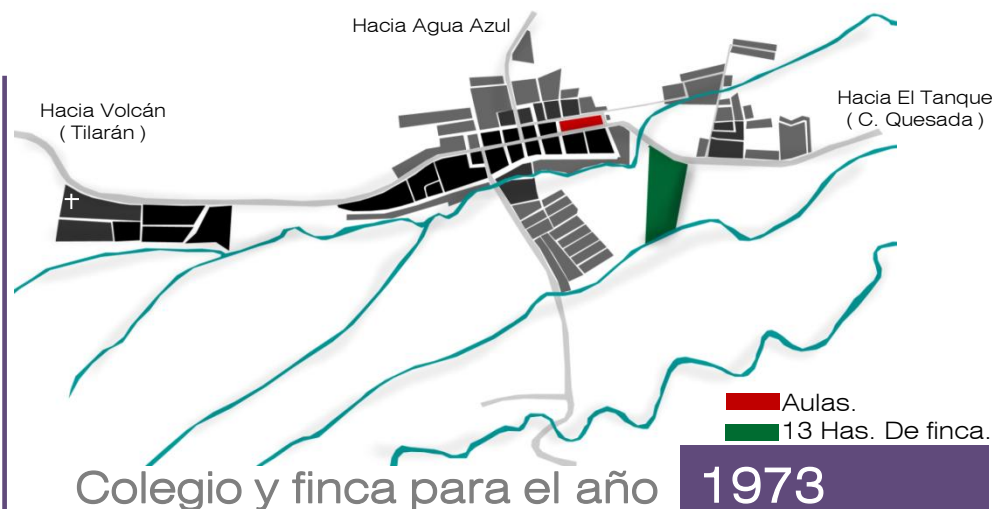 Hacia Agua Azul
Hacia Volcán
( Tilarán )
Hacia El Tanque
( C. Quesada )
Aulas.
13 Has. De finca.
Colegio y finca para el año 1973